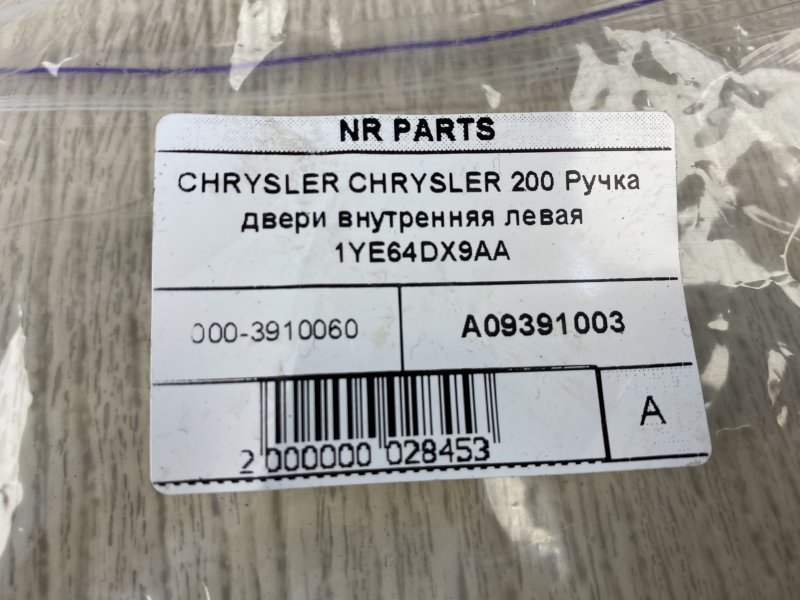 NR PARTS
CHRYSLER CHRYSLER 200 Ручка
двери внутренняя левая
1YE64DX9AA
000-3910060
A09391003
2 000000 028453
A